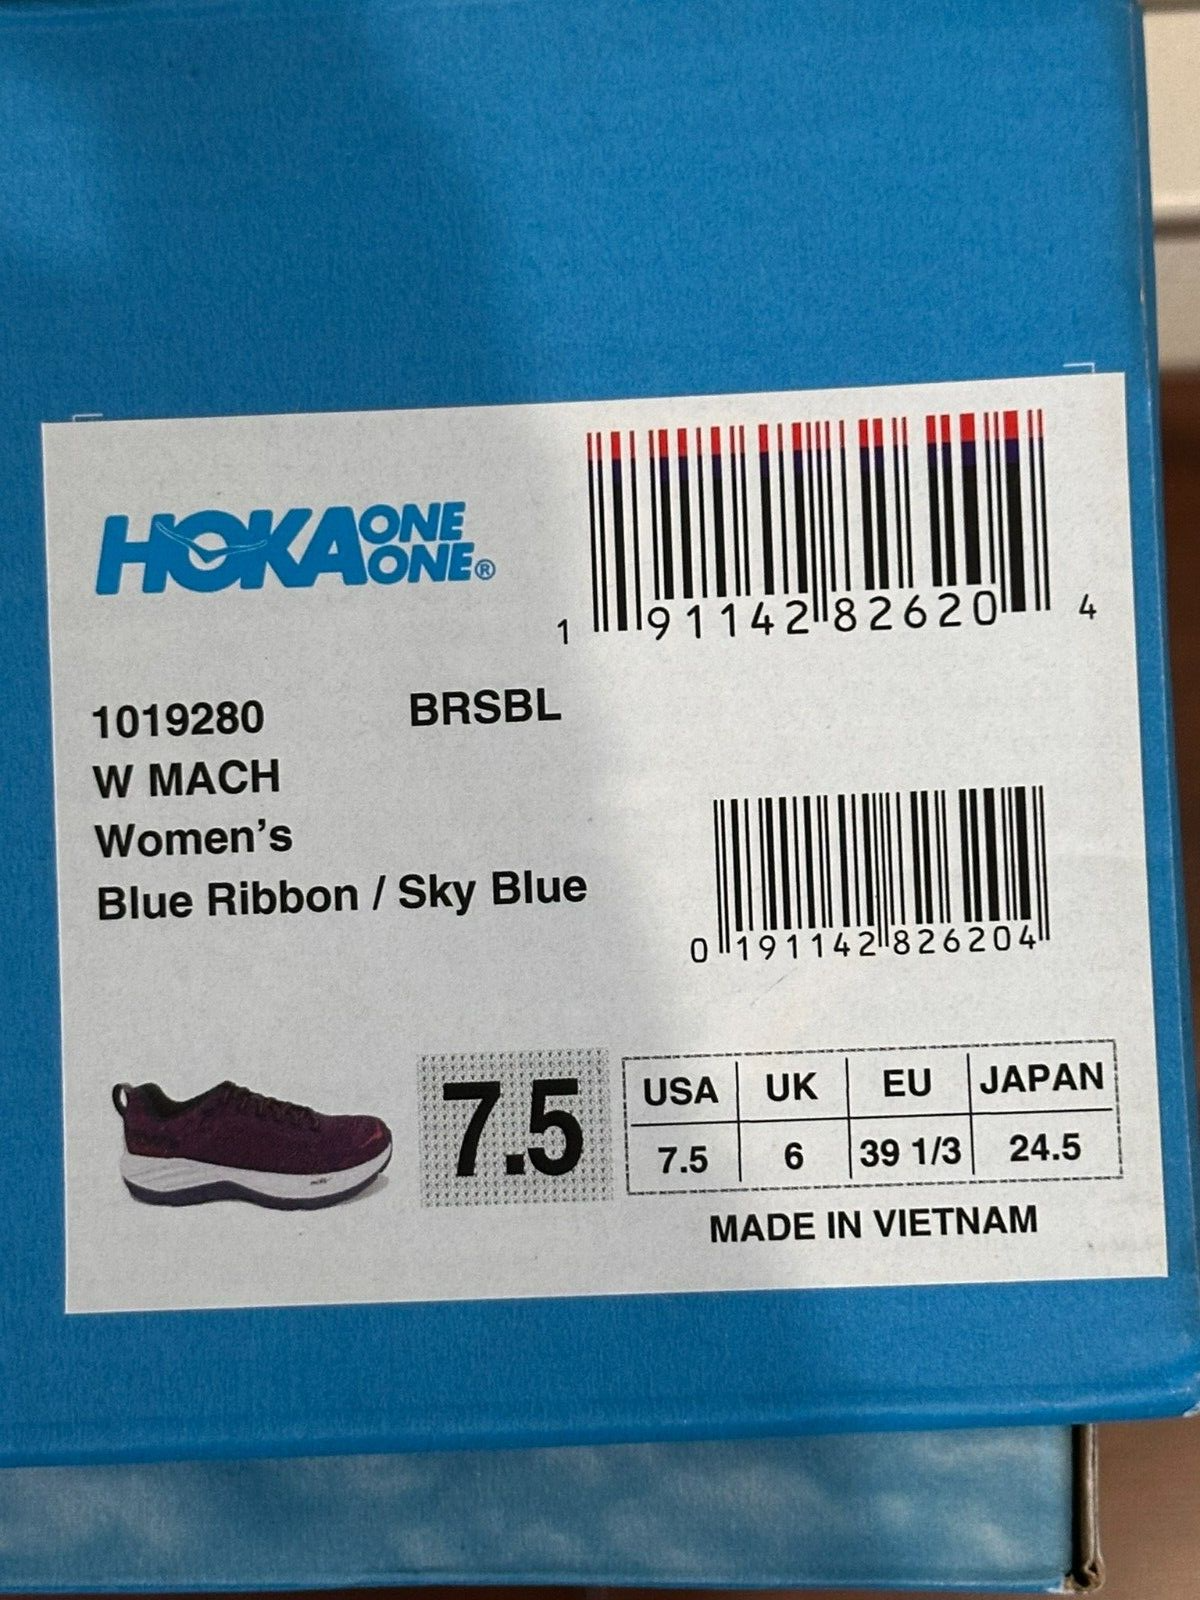 HOKA ONE ONE®
1 91142 82620 4
1019280 BRSBL
W MACH
Women's
Blue Ribbon / Sky Blue
0 191142 826204
7.5
USA UK EU JAPAN
7.5 6 39 1/3 24.5
MADE IN VIETNAM